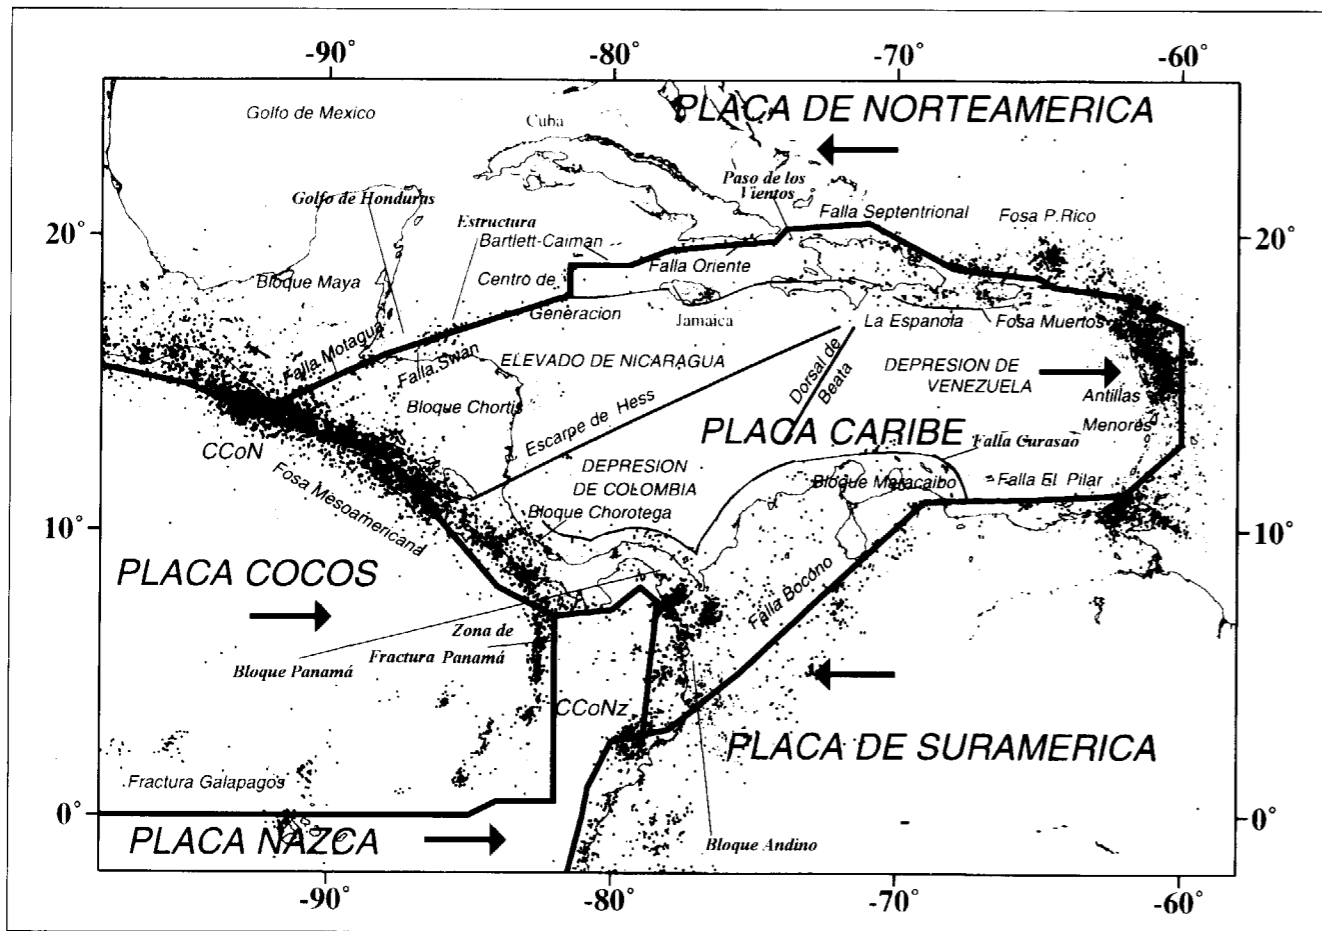 -90° -80° -70° -60°
Golfo de Mexico
PLACA DE NORTEAMERICA
Cuba
Paso de los
Vientos
Golfo de Honduras
Falla Septentrional
Fosa P.Rico
Estructura
Bartlett-Caiman
20° 20°
Bloque Maya
Centro de
Falla Oriente
Generacion
Jamaica
La Espanola
Fosa Muertos
Falla Motagua
Falla Swan
ELEVADO DE NICARAGUA
Dorsal de
Beata
DEPRESION DE
VENEZUELA
Antillas
Menores
Bloque Chortis
Escarpe de Hess
PLACA CARIBE
Falla Curasao
CCoN
Fosa Mesoamericana
DEPRESION
DE COLOMBIA
Bloque Maracaibo
Falla El Pilar
Bloque Chorotega
10° 10°
PLACA COCOS
Falla Bocóno
Zona de
Fractura Panamá
Bloque Panamá
CCoNz
PLACA DE SURAMERICA
Fractura Galapagos
0° 0°
PLACA NAZCA
Bloque Andino
-90° -80° -70° -60°